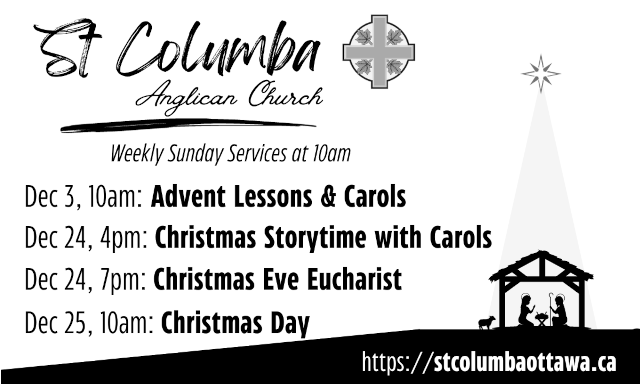 St Columba
Anglican Church
Weekly Sunday Services at 10am
Dec 3, 10am: Advent Lessons & Carols
Dec 24, 4pm: Christmas Storytime with Carols
Dec 24, 7pm: Christmas Eve Eucharist
Dec 25, 10am: Christmas Day
https://stcolumbaottawa.ca